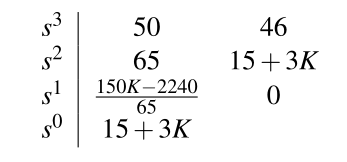 s³ | 50 46
s² | 65 15 + 3K
s¹ | (150K−2240)/65 0
s⁰ | 15 + 3K